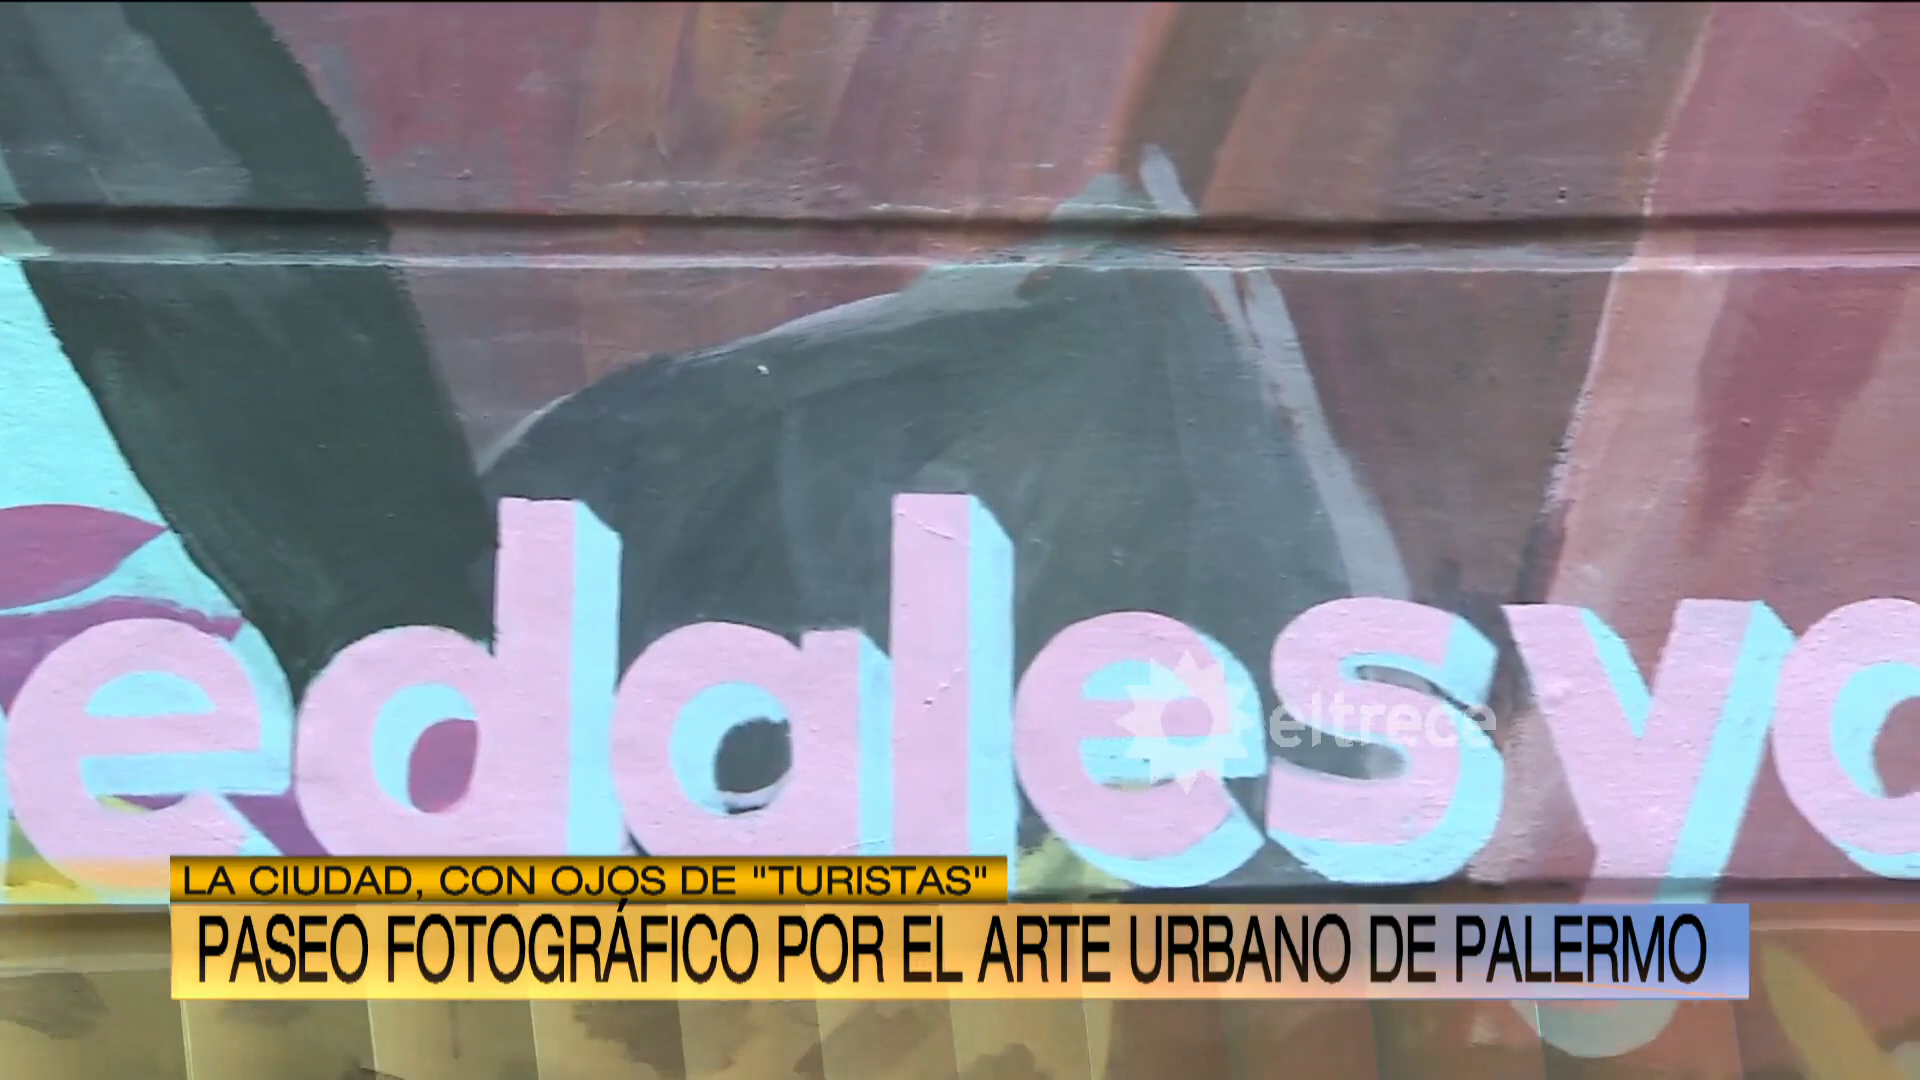 edalesyo
eltrece
LA CIUDAD, CON OJOS DE "TURISTAS"
PASEO FOTOGRÁFICO POR EL ARTE URBANO DE PALERMO